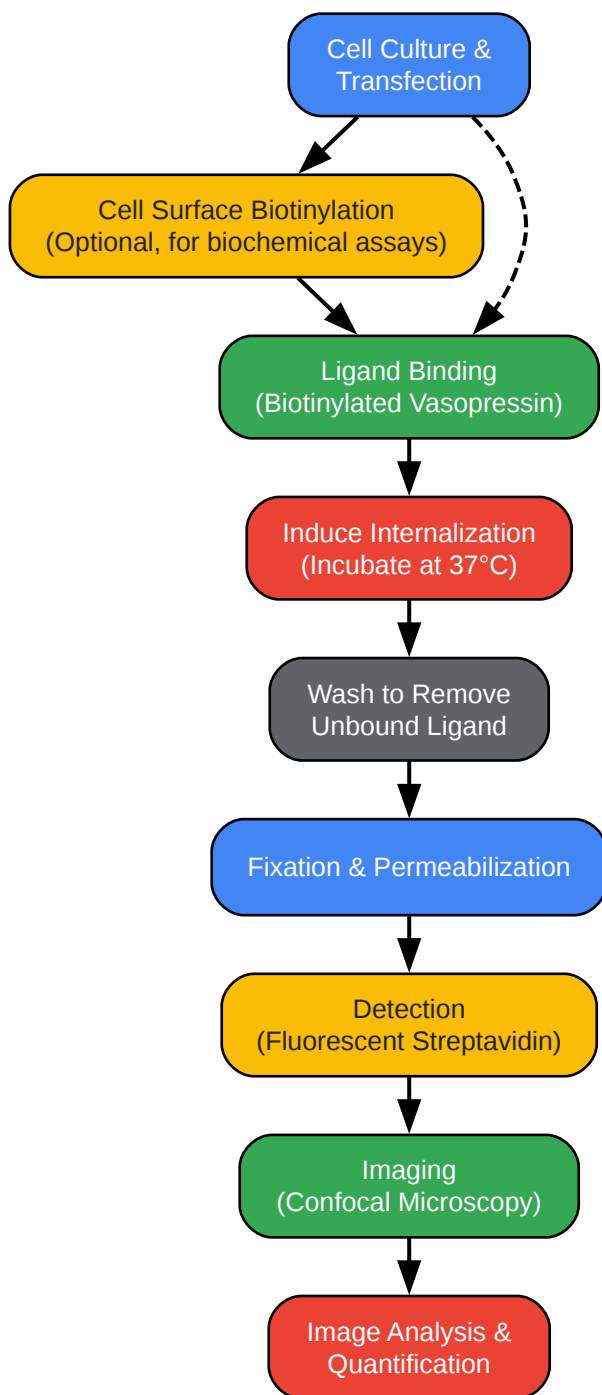 Cell Culture &
Transfection
Cell Surface Biotinylation
(Optional, for biochemical assays)
Ligand Binding
(Biotinylated Vasopressin)
Induce Internalization
(Incubate at 37°C)
Wash to Remove
Unbound Ligand
Fixation & Permeabilization
Detection
(Fluorescent Streptavidin)
Imaging
(Confocal Microscopy)
Image Analysis &
Quantification